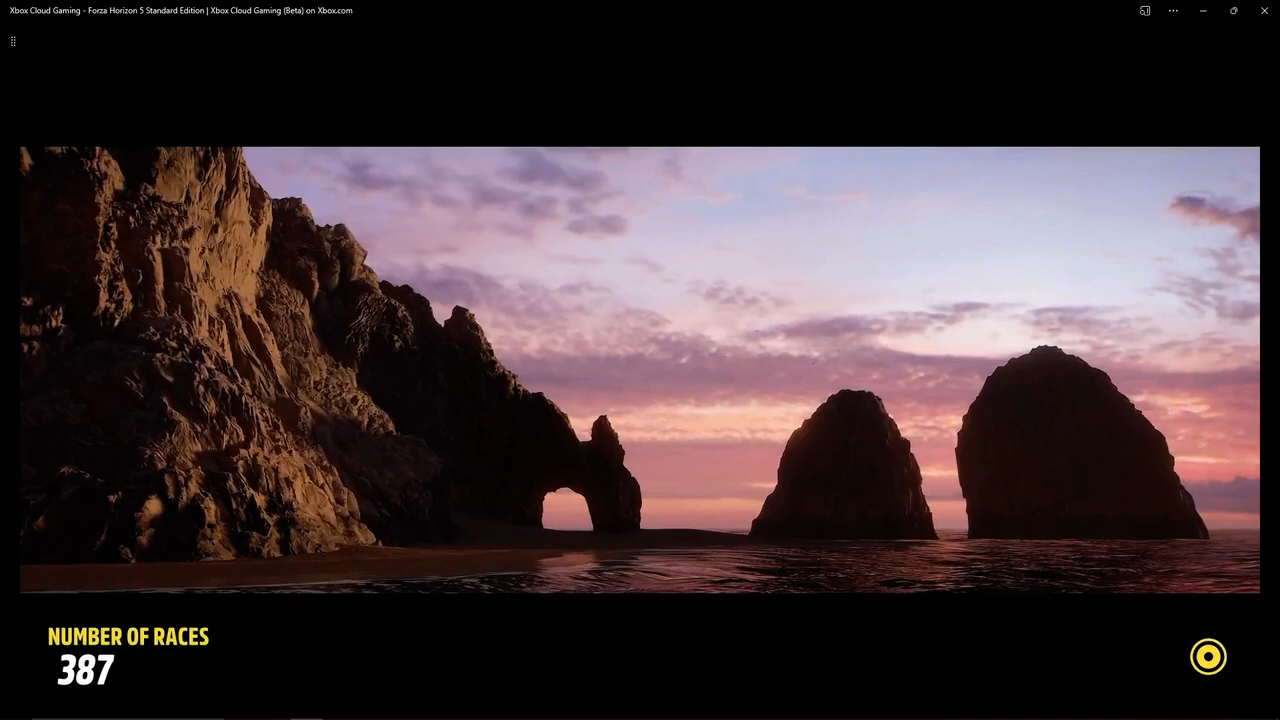 Xbox Cloud Gaming - Forza Horizon 5 Standard Edition | Xbox Cloud Gaming (Beta) on Xbox.com
NUMBER OF RACES
387